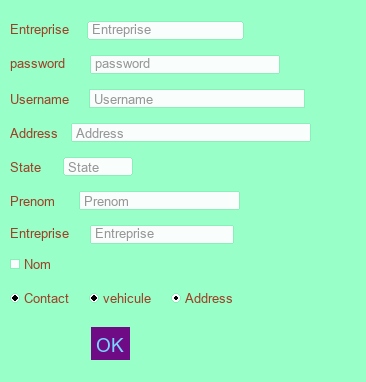 Entreprise Entreprise
password password
Username Username
Address Address
State State
Prenom Prenom
Entreprise Entreprise
Nom
Contact vehicule Address
OK